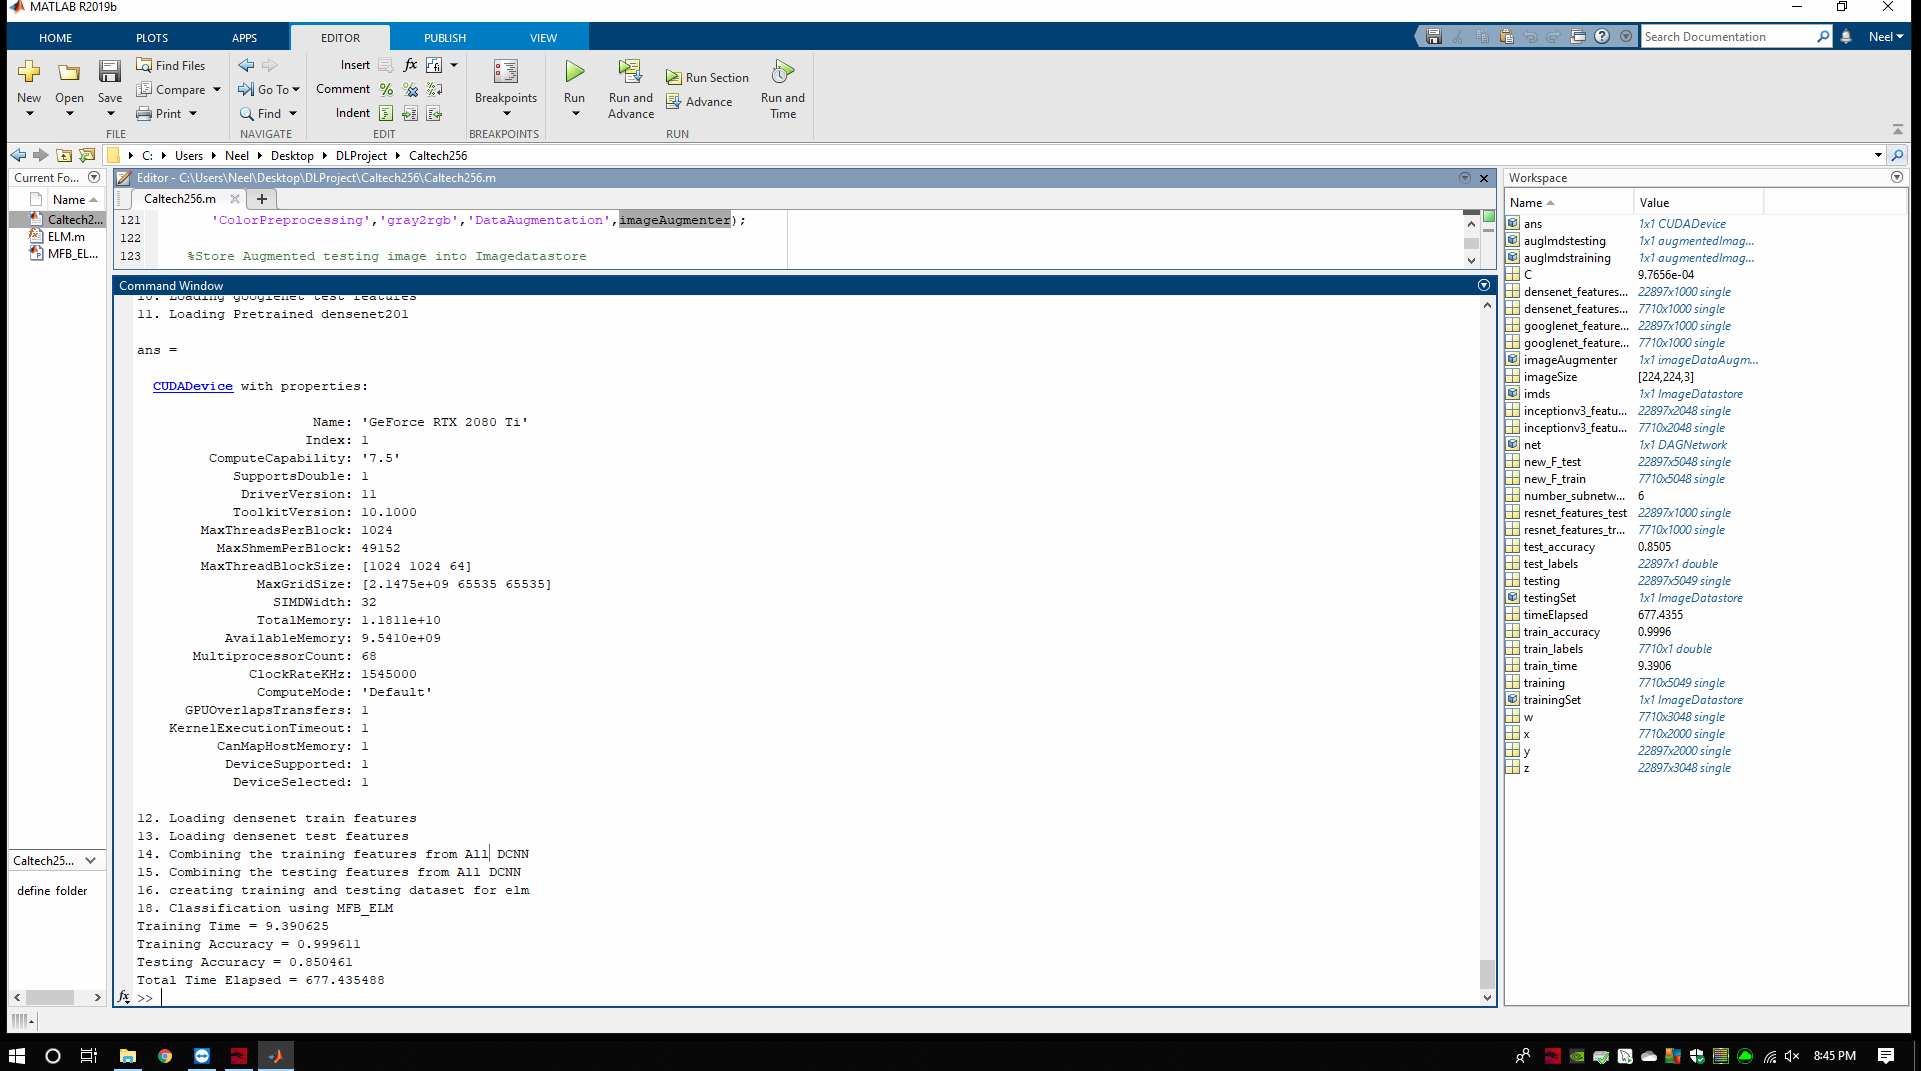 MATLAB R2019b
HOME PLOTS APPS EDITOR PUBLISH VIEW
Search Documentation
Neel
New
Open
Save
Find Files
Compare
Print
FILE
Go To
Find
NAVIGATE
Insert
Comment
Indent
EDIT
Breakpoints
BREAKPOINTS
Run
Run and Advance
Run Section
Advance
Run and Time
RUN
C: Users Neel Desktop DLProject Caltech256
Current Fo...
Name
Caltech2...
ELM.m
MFB_EL...
Caltech25...
define folder
Editor - C:\Users\Neel\Desktop\DLProject\Caltech256\Caltech256.m
Caltech256.m
121 'ColorPreprocessing','gray2rgb','DataAugmentation',imageAugmenter);
122
123 %Store Augmented testing image into Imagedatastore
Command Window
10. Loading googlenet test features
11. Loading Pretrained densenet201
ans =
CUDADevice with properties:
Name: 'GeForce RTX 2080 Ti'
Index: 1
ComputeCapability: '7.5'
SupportsDouble: 1
DriverVersion: 11
ToolkitVersion: 10.1000
MaxThreadsPerBlock: 1024
MaxShmemPerBlock: 49152
MaxThreadBlockSize: [1024 1024 64]
MaxGridSize: [2.1475e+09 65535 65535]
SIMDWidth: 32
TotalMemory: 1.1811e+10
AvailableMemory: 9.5410e+09
MultiprocessorCount: 68
ClockRateKHz: 1545000
ComputeMode: 'Default'
GPUOverlapsTransfers: 1
KernelExecutionTimeout: 1
CanMapHostMemory: 1
DeviceSupported: 1
DeviceSelected: 1
12. Loading densenet train features
13. Loading densenet test features
14. Combining the training features from All DCNN
15. Combining the testing features from All DCNN
16. creating training and testing dataset for elm
18. Classification using MFB_ELM
Training Time = 9.390625
Training Accuracy = 0.999611
Testing Accuracy = 0.850461
Total Time Elapsed = 677.435488
fx >>
Workspace
Name Value
ans 1x1 CUDADevice
augImdstesting 1x1 augmentedImag...
augImdstraining 1x1 augmentedImag...
C 9.7656e-04
densenet_features... 22897x1000 single
densenet_features... 7710x1000 single
googlenet_feature... 22897x1000 single
googlenet_feature... 7710x1000 single
imageAugmenter 1x1 imageDataAugm...
imageSize [224,224,3]
imds 1x1 ImageDatastore
inceptionv3_featu... 22897x2048 single
inceptionv3_featu... 7710x2048 single
net 1x1 DAGNetwork
new_F_test 22897x5048 single
new_F_train 7710x5048 single
number_subnetw... 6
resnet_features_test 22897x1000 single
resnet_features_tr... 7710x1000 single
test_accuracy 0.8505
test_labels 22897x1 double
testing 22897x5049 single
testingSet 1x1 ImageDatastore
timeElapsed 677.4355
train_accuracy 0.9996
train_labels 7710x1 double
train_time 9.3906
training 7710x5049 single
trainingSet 1x1 ImageDatastore
w 7710x3048 single
x 7710x2000 single
y 22897x2000 single
z 22897x3048 single
8:45 PM